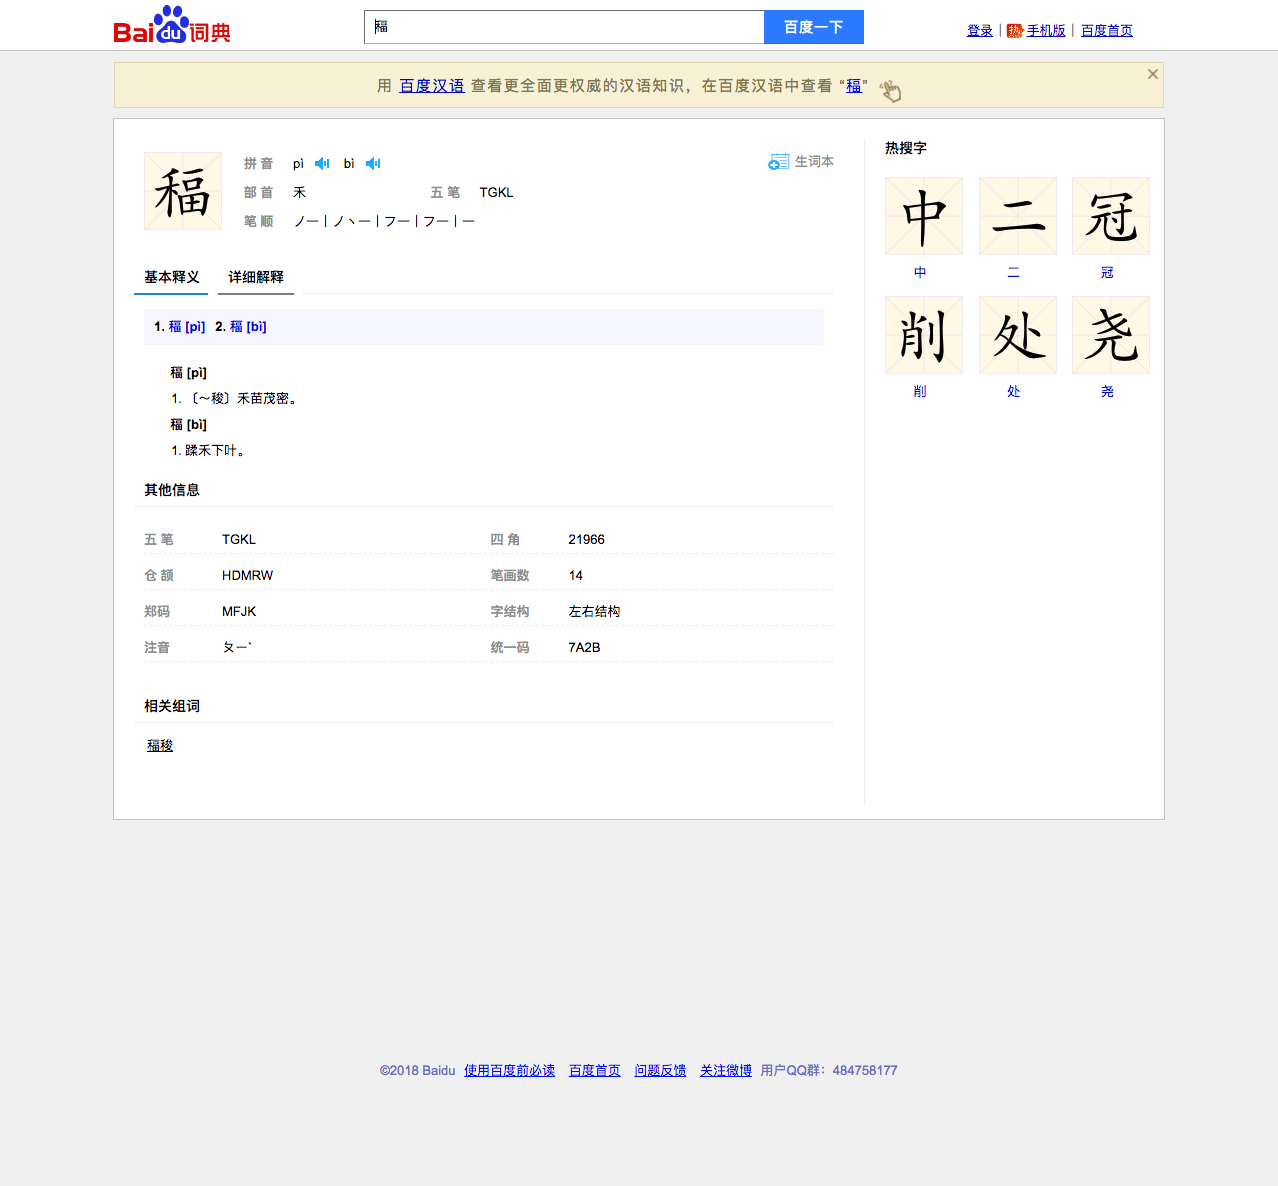 Baidu词典
稫
百度一下
登录 | 热 手机版 | 百度首页
用 百度汉语 查看更全面更权威的汉语知识，在百度汉语中查看 “稫”
稫
拼 音 pì bì
生词本
部 首 禾 五 笔 TGKL
笔 顺 ノ一丨ノ丶一丨フ一丨フ一丨一
基本释义 详细解释
1. 稫 [pì] 2. 稫 [bì]
稫 [pì]
1. 〔～稄〕禾苗茂密。
稫 [bì]
1. 蹂禾下叶。
其他信息
五 笔 TGKL 四 角 21966
仓 颉 HDMRW 笔画数 14
郑码 MFJK 字结构 左右结构
注音 ㄆㄧˋ 统一码 7A2B
相关组词
稫稄
热搜字
中 二 冠
中 二 冠
削 处 尧
削 处 尧
©2018 Baidu 使用百度前必读 百度首页 问题反馈 关注微博 用户QQ群：484758177